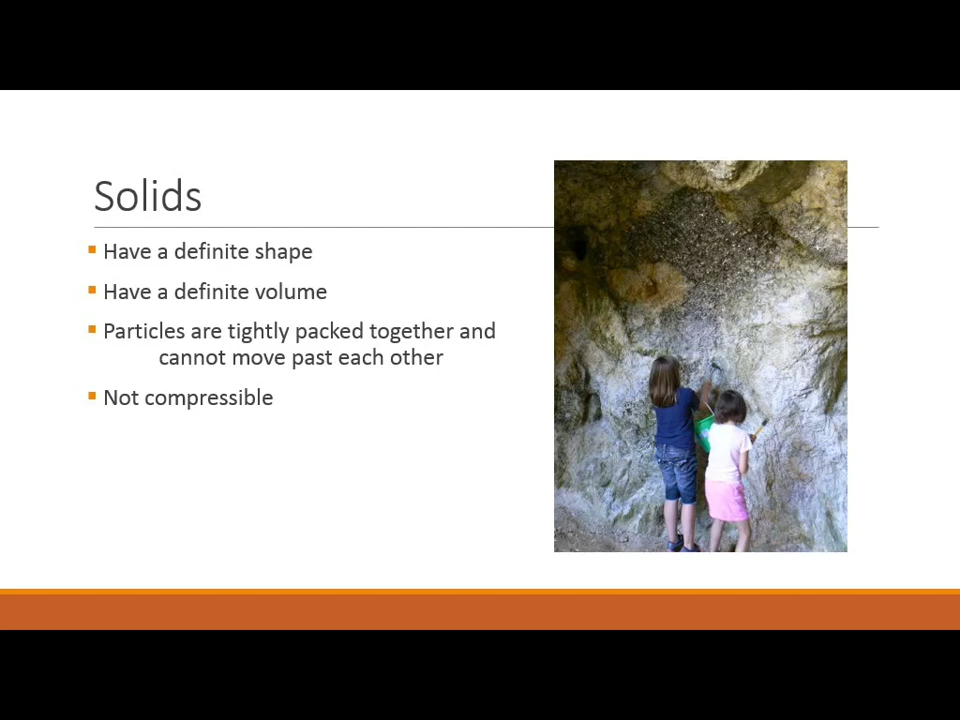 Solids
▪ Have a definite shape
▪ Have a definite volume
▪ Particles are tightly packed together and
cannot move past each other
▪ Not compressible